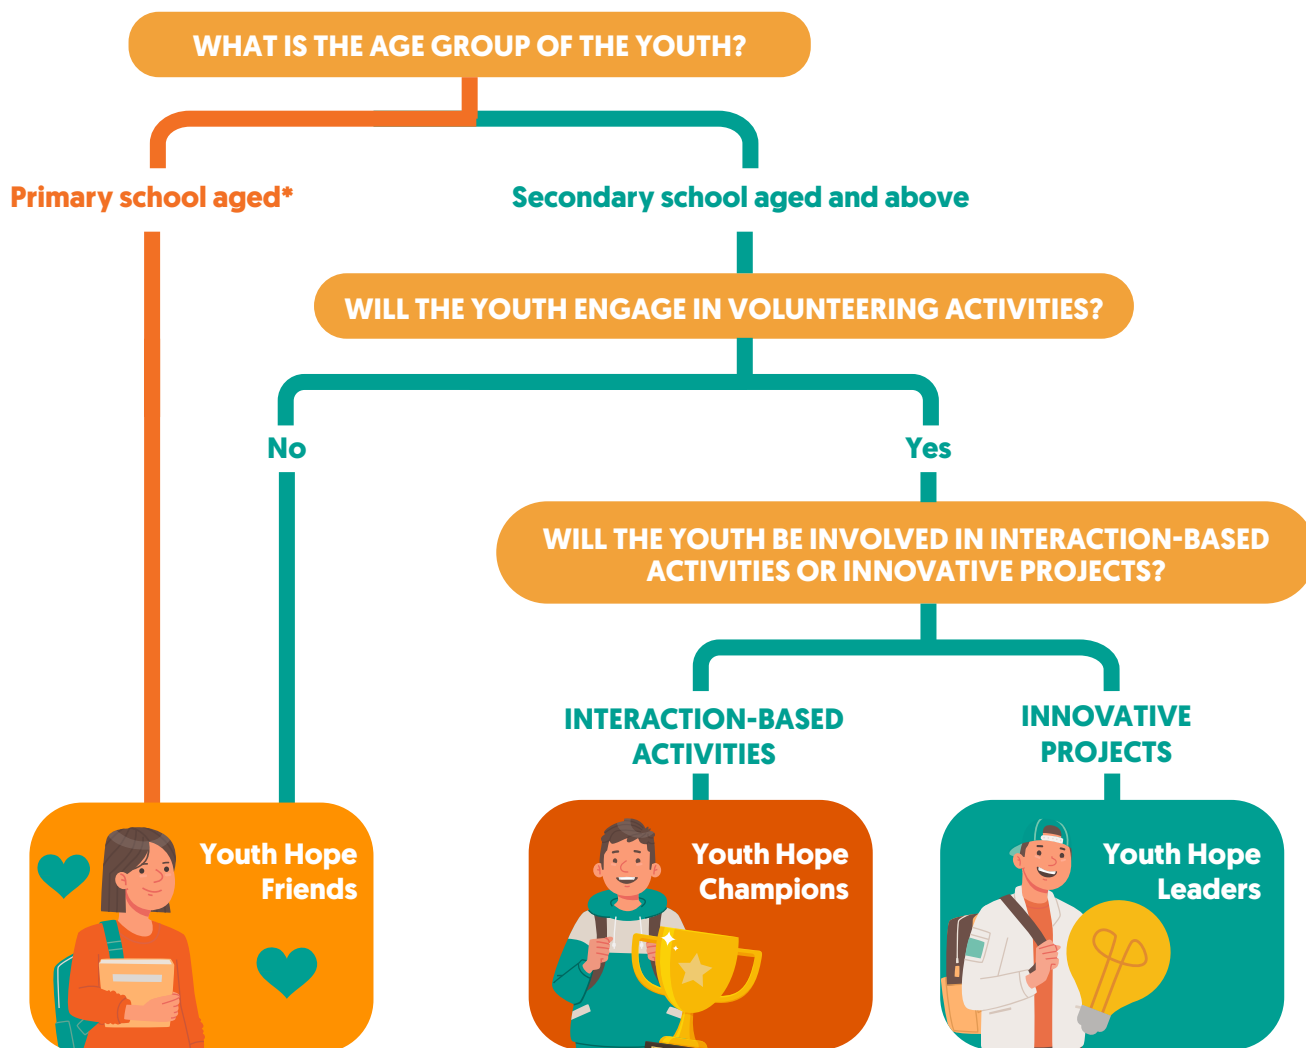 WHAT IS THE AGE GROUP OF THE YOUTH?
Primary school aged*
Secondary school aged and above
WILL THE YOUTH ENGAGE IN VOLUNTEERING ACTIVITIES?
No
Yes
WILL THE YOUTH BE INVOLVED IN INTERACTION-BASED
ACTIVITIES OR INNOVATIVE PROJECTS?
INTERACTION-BASED
ACTIVITIES
INNOVATIVE
PROJECTS
Youth Hope
Friends
Youth Hope
Champions
Youth Hope
Leaders